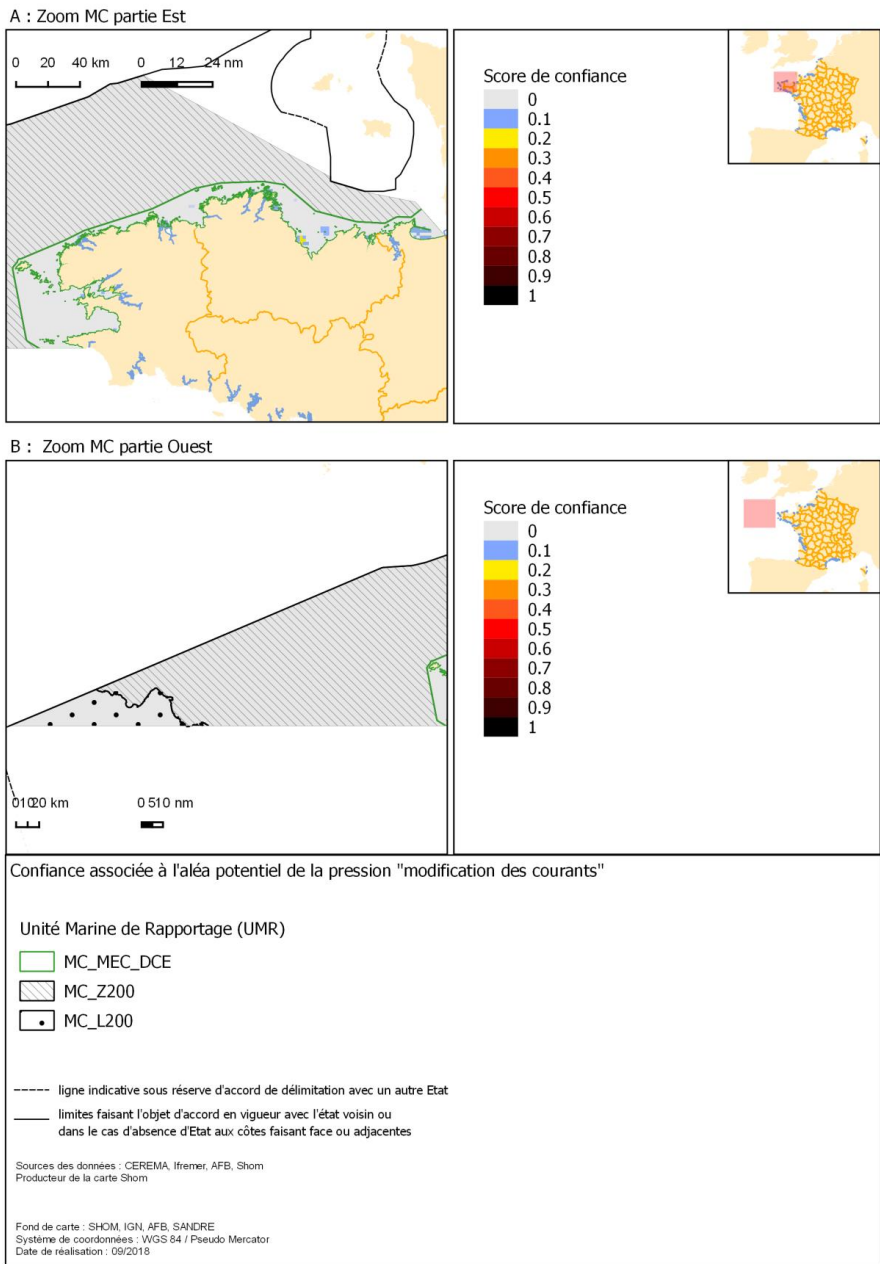 A : Zoom MC partie Est
0 20 40 km 0 12 24 nm
Score de confiance
0
0.1
0.2
0.3
0.4
0.5
0.6
0.7
0.8
0.9
1
B : Zoom MC partie Ouest
Score de confiance
0
0.1
0.2
0.3
0.4
0.5
0.6
0.7
0.8
0.9
1
01020 km 0 510 nm
Confiance associée à l'aléa potentiel de la pression "modification des courants"
Unité Marine de Rapportage (UMR)
MC_MEC_DCE
MC_Z200
MC_L200
ligne indicative sous réserve d'accord de délimitation avec un autre Etat
limites faisant l'objet d'accord en vigueur avec l'état voisin ou
dans le cas d'absence d'Etat aux côtes faisant face ou adjacentes
Sources des données : CEREMA, Ifremer, AFB, Shom
Producteur de la carte Shom
Fond de carte : SHOM, IGN, AFB, SANDRE
Système de coordonnées : WGS 84 / Pseudo Mercator
Date de réalisation : 09/2018